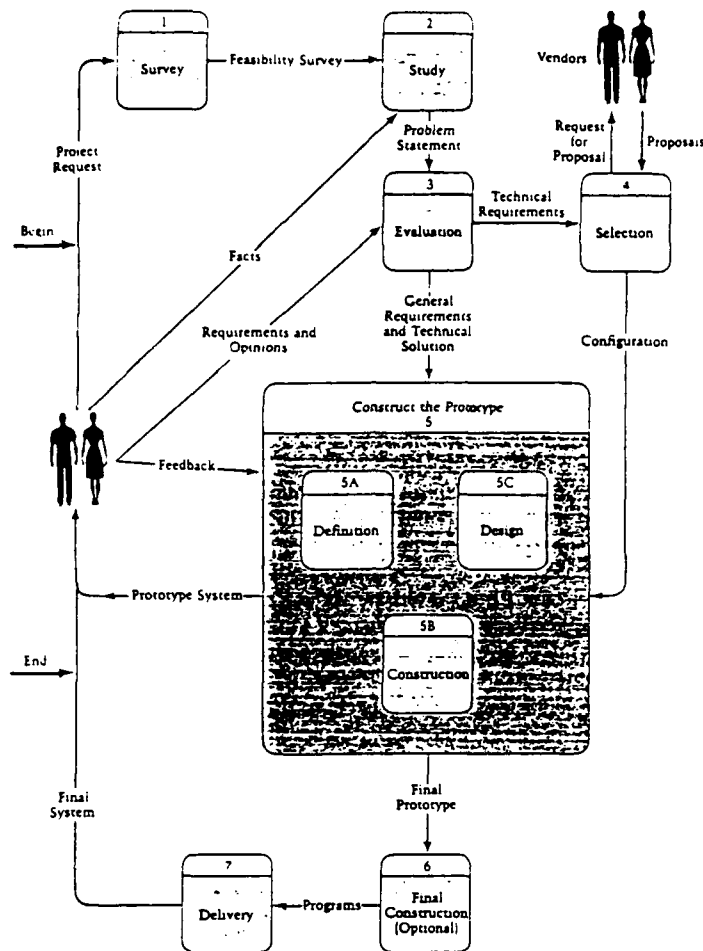 1
Survey
Feasibility Survey
2
Study
Vendors
Project
Request
Problem
Statement
Request
for
Proposal
Proposals
3
Evaluation
Technical
Requirements
4
Selection
Begin
Facts
Requirements and
Opinions
General
Requirements
and Technical
Solution
Configuration
Construct the Prototype
5
Feedback
5A
Definition
5C
Design
Prototype System
5B
Construction
End
Final
System
Final
Prototype
7
Delivery
Programs
6
Final
Construction
(Optional)